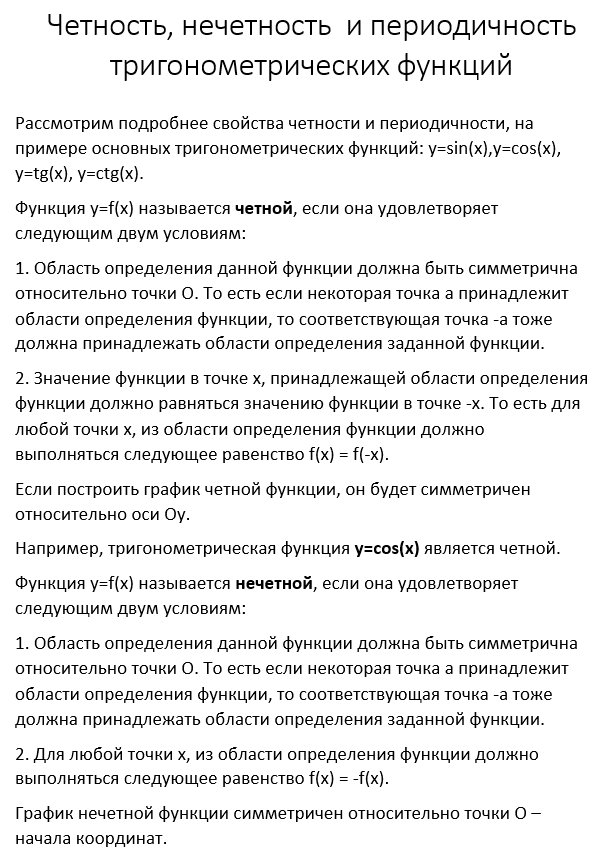 Четность, нечетность  и периодичность
тригонометрических функций
Рассмотрим подробнее свойства четности и периодичности, на
примере основных тригонометрических функций: y=sin(x),y=cos(x),
y=tg(x), y=ctg(x).
Функция y=f(x) называется четной, если она удовлетворяет
следующим двум условиям:
1. Область определения данной функции должна быть симметрична
относительно точки О. То есть если некоторая точка a принадлежит
области определения функции, то соответствующая точка -a тоже
должна принадлежать области определения заданной функции.
2. Значение функции в точке x, принадлежащей области определения
функции должно равняться значению функции в точке -x. То есть для
любой точки x, из области определения функции должно
выполняться следующее равенство f(x) = f(-x).
Если построить график четной функции, он будет симметричен
относительно оси Oy.
Например, тригонометрическая функция y=cos(x) является четной.
Функция y=f(x) называется нечетной, если она удовлетворяет
следующим двум условиям:
1. Область определения данной функции должна быть симметрична
относительно точки О. То есть если некоторая точка a принадлежит
области определения функции, то соответствующая точка -a тоже
должна принадлежать области определения заданной функции.
2. Для любой точки x, из области определения функции должно
выполняться следующее равенство f(x) = -f(x).
График нечетной функции симметричен относительно точки О –
начала координат.